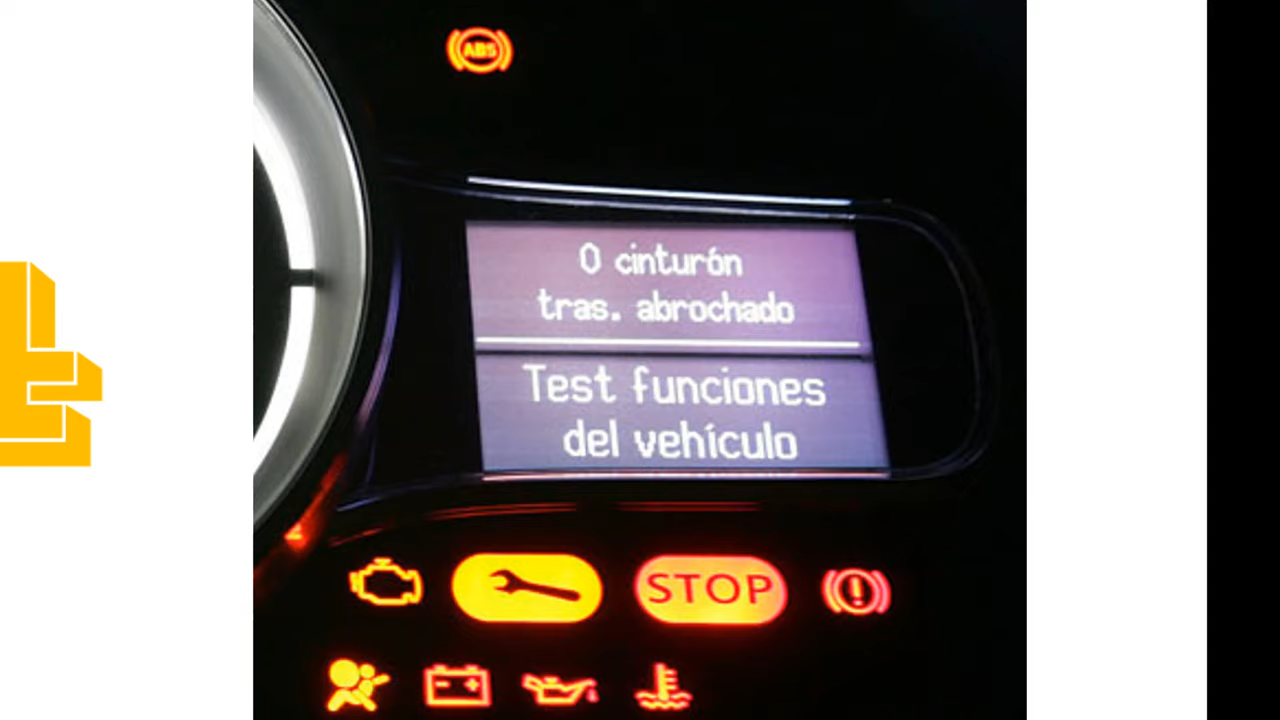 ABS
0 cinturón
tras. abrochado
Test funciones
del vehículo
STOP